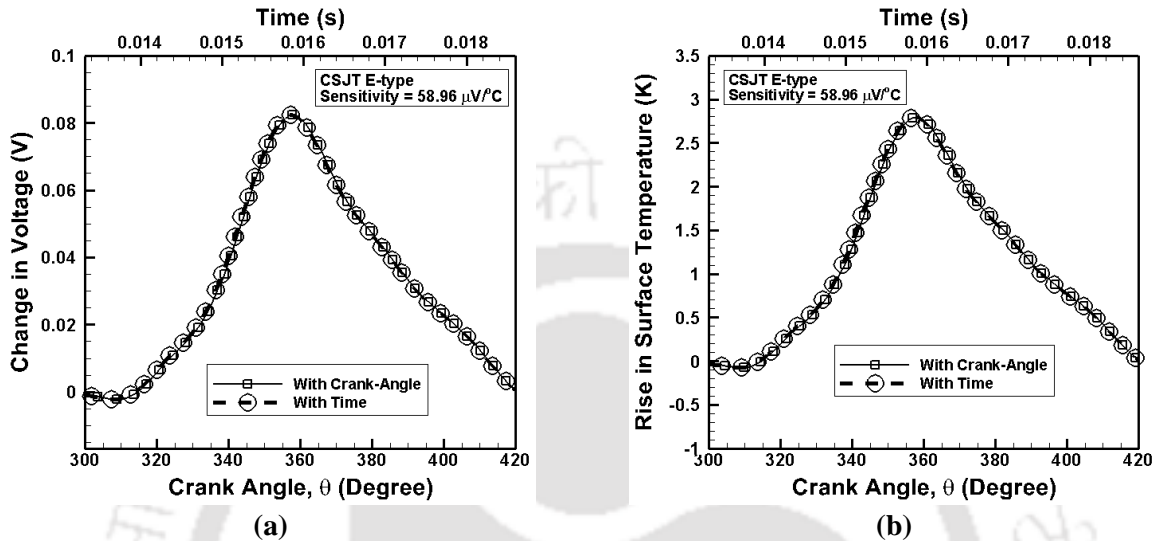 Time (s)
0.014 0.015 0.016 0.017 0.018
0.1
0.08
0.06
0.04
0.02
0
Change in Voltage (V)
CSJT E-type
Sensitivity = 58.96 μV/°C
With Crank-Angle
With Time
300 320 340 360 380 400 420
Crank Angle, θ (Degree)
(a)
Time (s)
0.014 0.015 0.016 0.017 0.018
3.5
3
2.5
2
1.5
1
0.5
0
-0.5
-1
Rise in Surface Temperature (K)
CSJT E-type
Sensitivity = 58.96 μV/°C
With Crank-Angle
With Time
300 320 340 360 380 400 420
Crank Angle, θ (Degree)
(b)